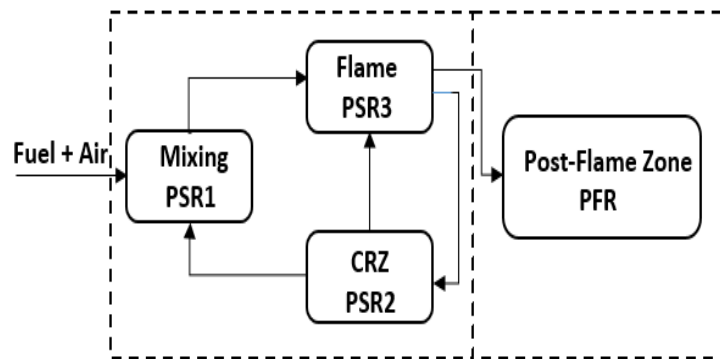 Flame
PSR3
Fuel + Air
Mixing
PSR1
Post-Flame Zone
PFR
CRZ
PSR2